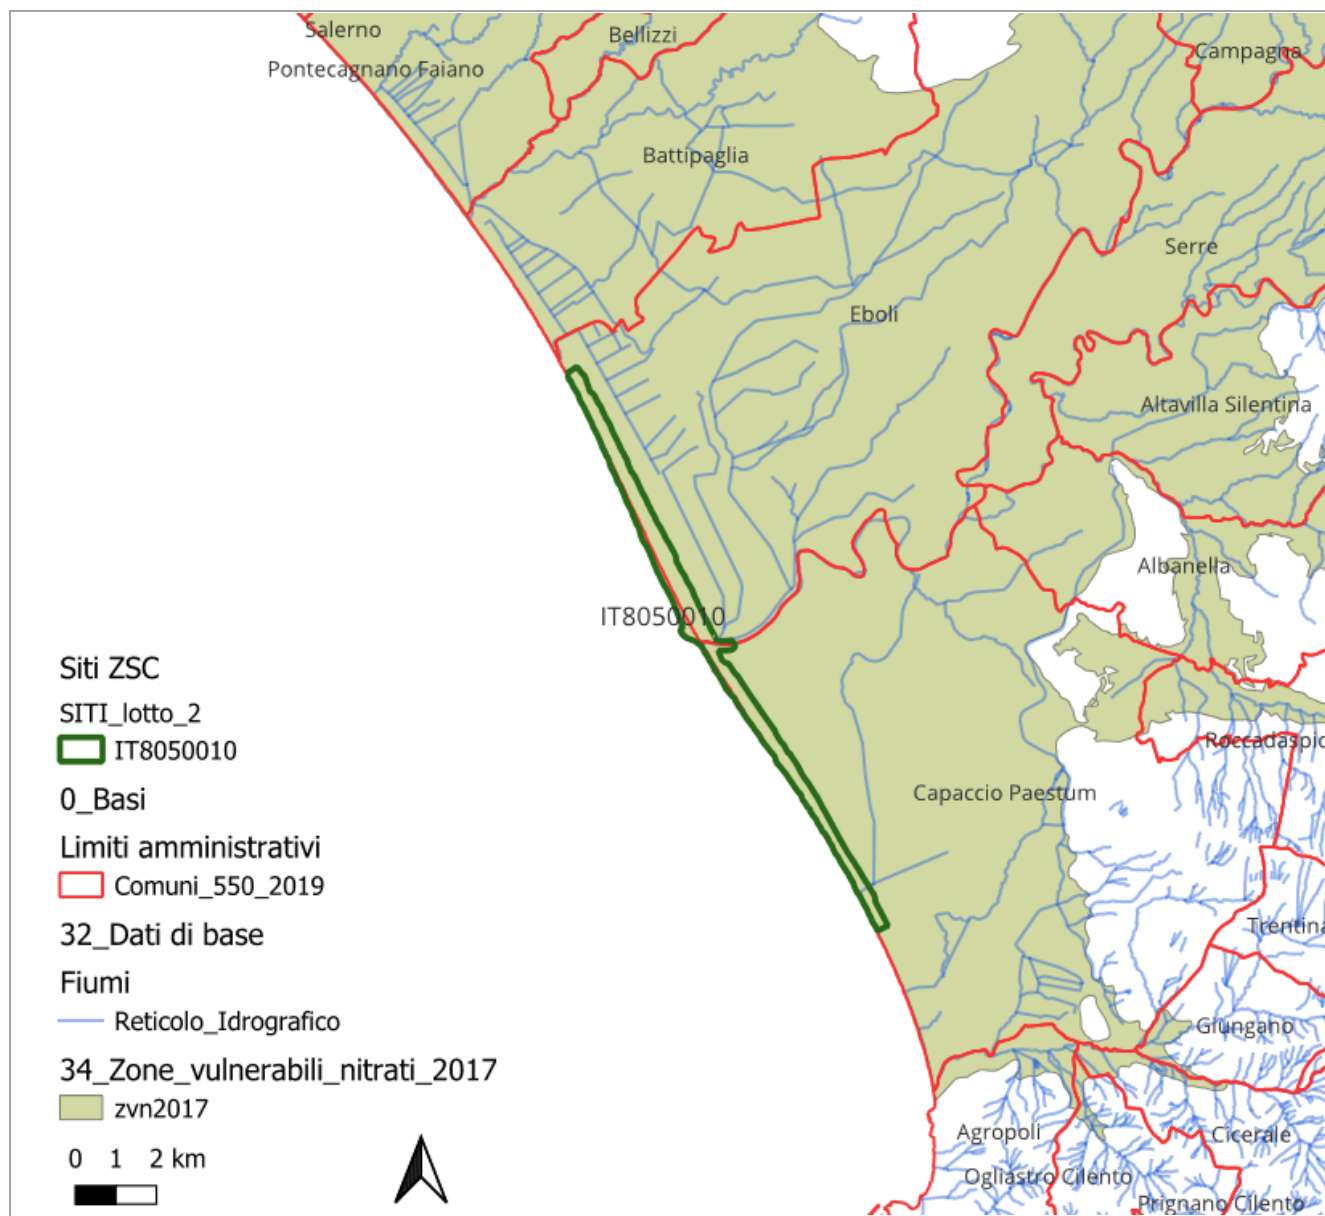 Salerno
Bellizzi
Campagna
Pontecagnano Faiano
Battipaglia
Serre
Eboli
Altavilla Silentina
Albanella
IT8050010
Siti ZSC
SITI_lotto_2
IT8050010
Roccadaspid
0_Basi
Capaccio Paestum
Limiti amministrativi
Comuni_550_2019
32_Dati di base
Trentina
Fiumi
Reticolo_Idrografico
Giungano
34_Zone_vulnerabili_nitrati_2017
zvn2017
Agropoli
Cicerale
0 1 2 km
Ogliastro Cilento
Prignano Cilento